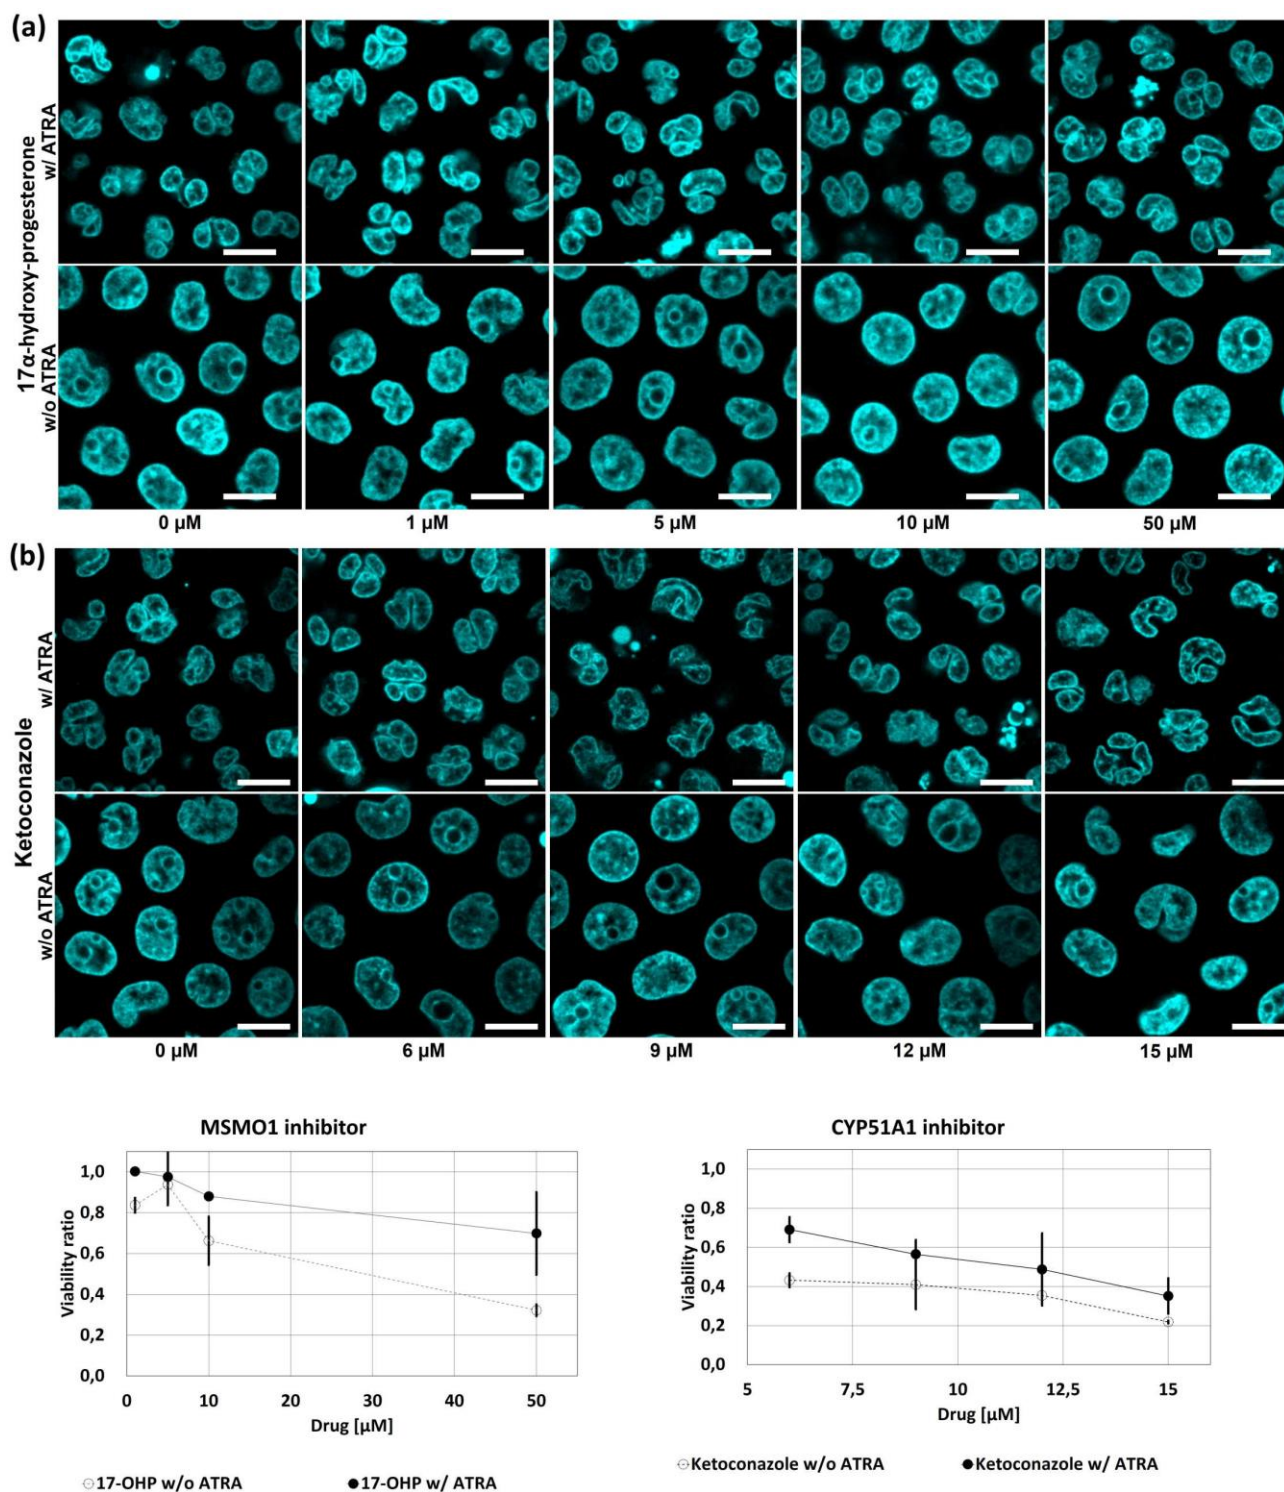 (a)
17α-hydroxy-progesterone
w/ ATRA
w/o ATRA
0 µM 1 µM 5 µM 10 µM 50 µM
(b)
Ketoconazole
w/ ATRA
w/o ATRA
0 µM 6 µM 9 µM 12 µM 15 µM
MSMO1 inhibitor
Viability ratio
1,0
0,8
0,6
0,4
0,2
0,0
0 10 20 30 40 50
Drug [µM]
17-OHP w/o ATRA 17-OHP w/ ATRA
CYP51A1 inhibitor
Viability ratio
1,0
0,8
0,6
0,4
0,2
0,0
5 7,5 10 12,5 15
Drug [µM]
Ketoconazole w/o ATRA Ketoconazole w/ ATRA